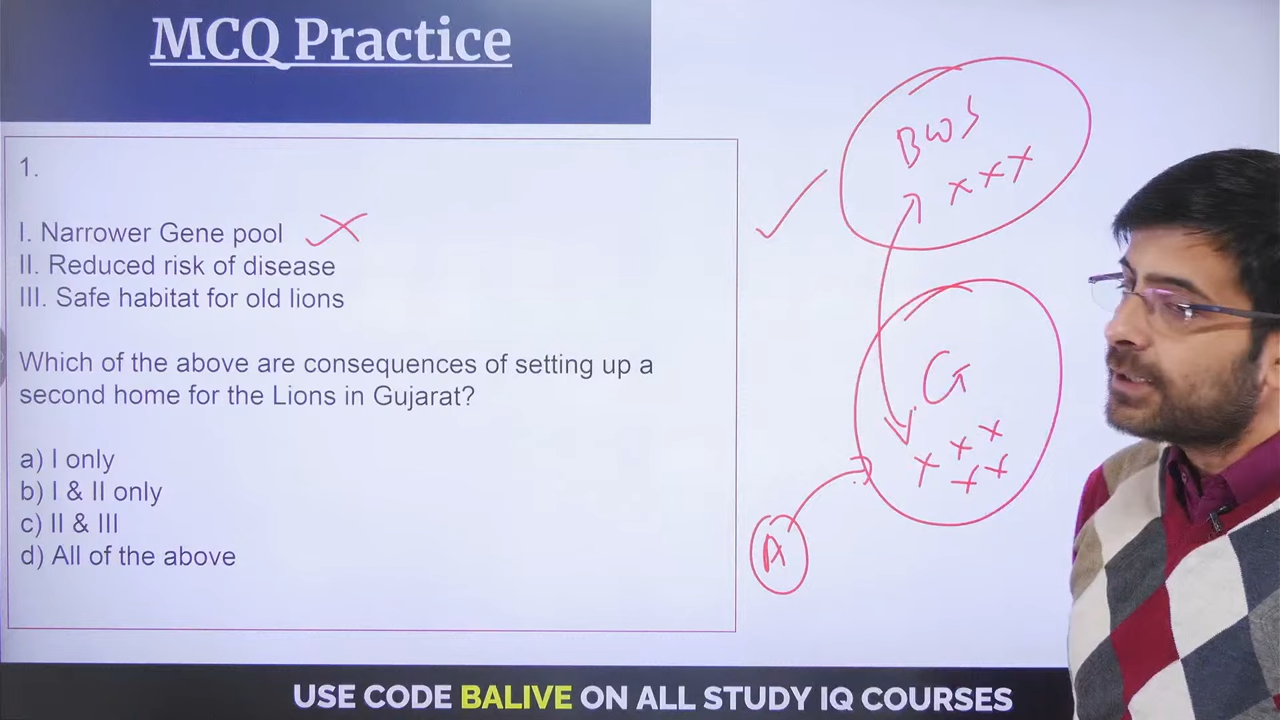 MCQ Practice
1.
I. Narrower Gene pool
II. Reduced risk of disease
III. Safe habitat for old lions
Which of the above are consequences of setting up a
second home for the Lions in Gujarat?
a) I only
b) I & II only
c) II & III
d) All of the above
BWS
x x x
G
x x x
x x
A
USE CODE BALIVE ON ALL STUDY IQ COURSES